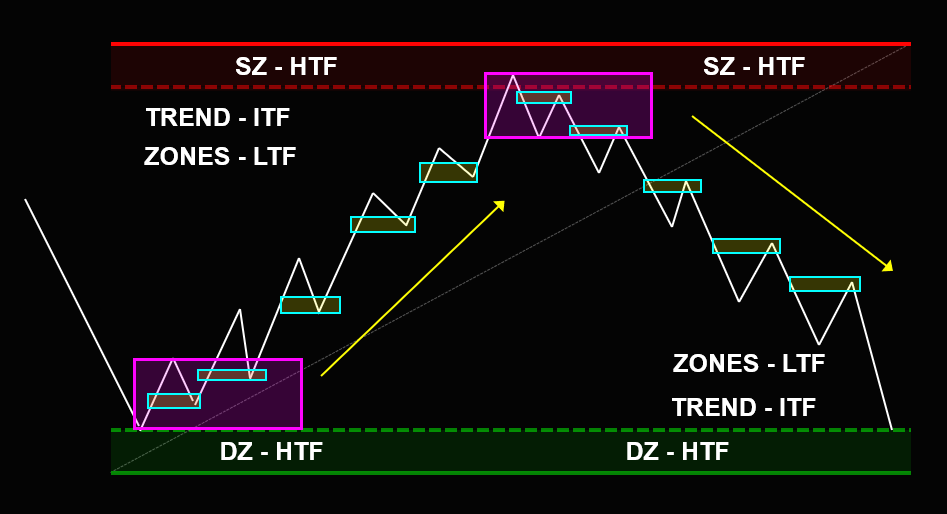 SZ - HTF
SZ - HTF
TREND - ITF
ZONES - LTF
ZONES - LTF
TREND - ITF
DZ - HTF
DZ - HTF